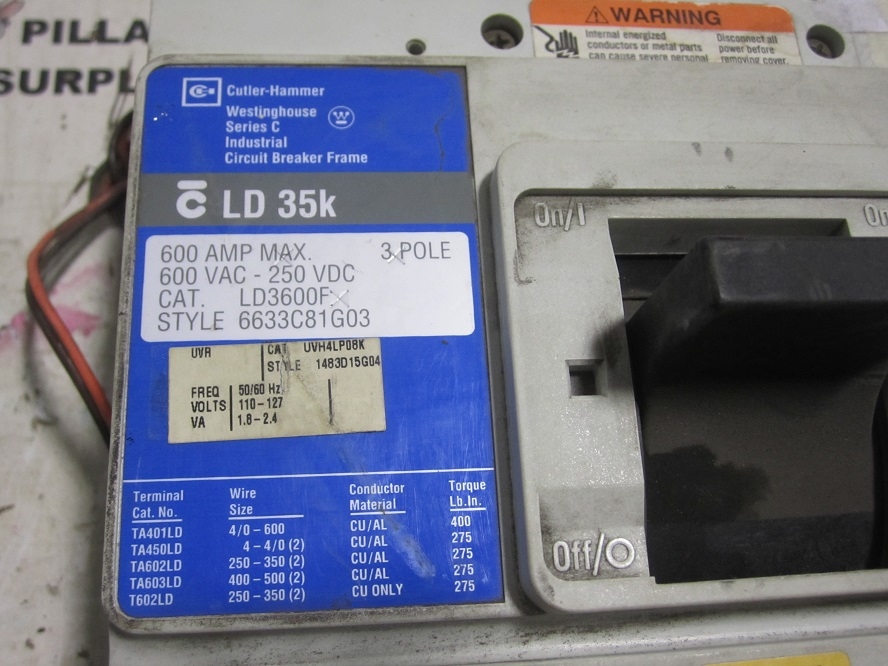 PILLA
SURPL
WARNING
Internal energized conductors or metal parts can cause severe personal
Disconnect all power before removing cover.
Cutler-Hammer
Westinghouse
Series C
Industrial
Circuit Breaker Frame
C LD 35k
600 AMP MAX. 3 POLE
600 VAC - 250 VDC
CAT. LD3600F
STYLE 6633C81G03
UVR CAT UVH4LP08K
STYLE 1483D15G04
FREQ 50/60 Hz
VOLTS 110-127
VA 1.8-2.4
Terminal Wire Conductor Torque
Cat. No. Size Material Lb.In.
TA401LD 4/0-600 CU/AL 400
TA450LD 4-4/0 (2) CU/AL 275
TA602LD 250-350 (2) CU/AL 275
TA603LD 400-500 (2) CU/AL 275
T602LD 250-350 (2) CU ONLY 275
On/I
On
Off/O